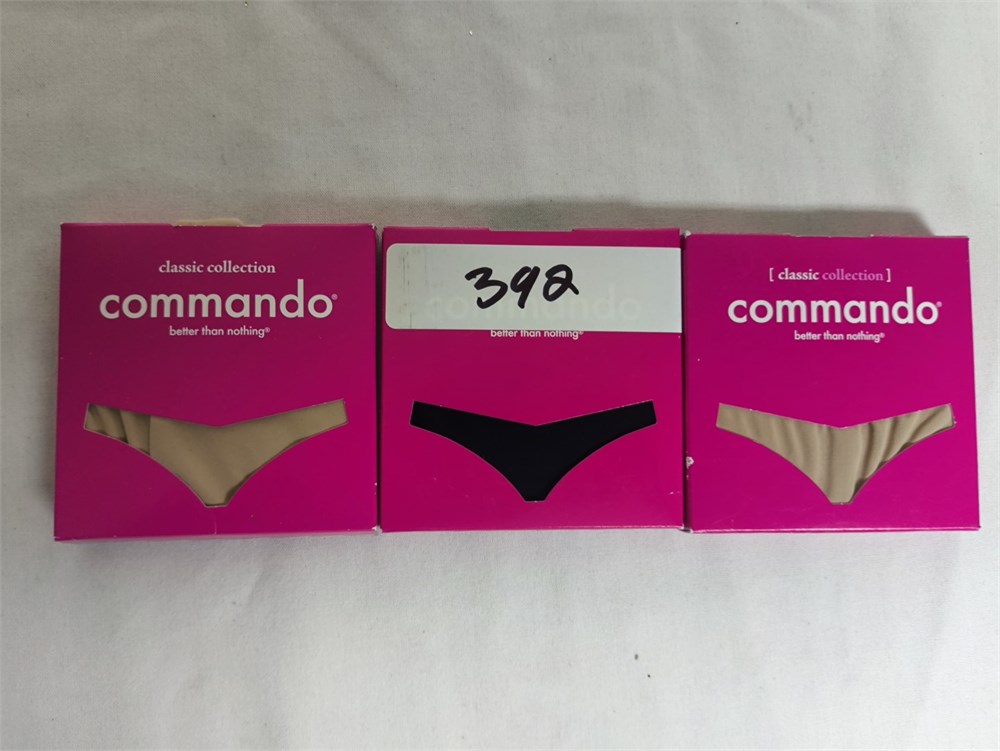 classic collection
commando®
better than nothing®
392
better than nothing®
[ classic collection ]
commando®
better than nothing®